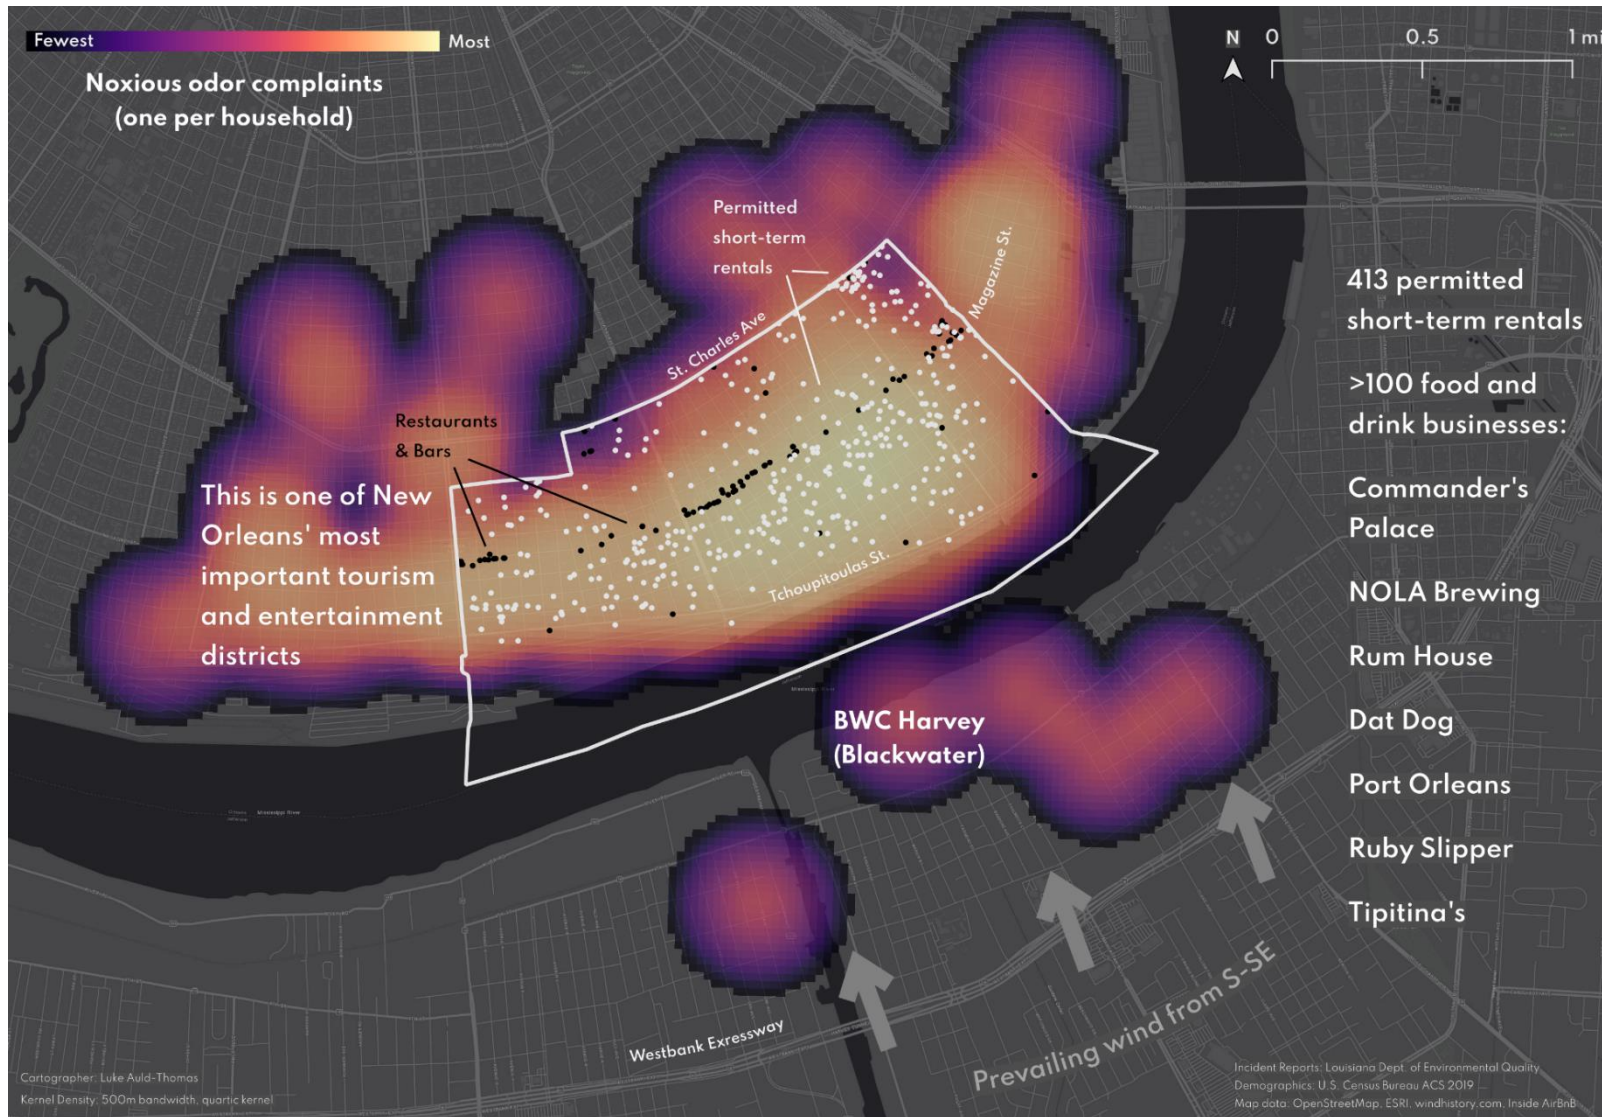 Fewest
Most
Noxious odor complaints
(one per household)
N
0
0.5
1 mi
Permitted
short-term
rentals
Magazine St.
St. Charles Ave
Restaurants
& Bars
This is one of New
Orleans' most
important tourism
and entertainment
districts
Tchoupitoulas St.
413 permitted
short-term rentals
>100 food and
drink businesses:
Commander's
Palace
NOLA Brewing
Rum House
Dat Dog
Port Orleans
Ruby Slipper
Tipitina's
BWC Harvey
(Blackwater)
Mississippi River
Westbank Exressway
Prevailing wind from S-SE
Cartographer: Luke Auld-Thomas
Kernel Density: 500m bandwidth, quartic kernel
Incident Reports: Louisiana Dept. of Environmental Quality
Demographics: U.S. Census Bureau ACS 2019
Map data: OpenStreetMap, ESRI, windhistory.com, Inside AirBnB